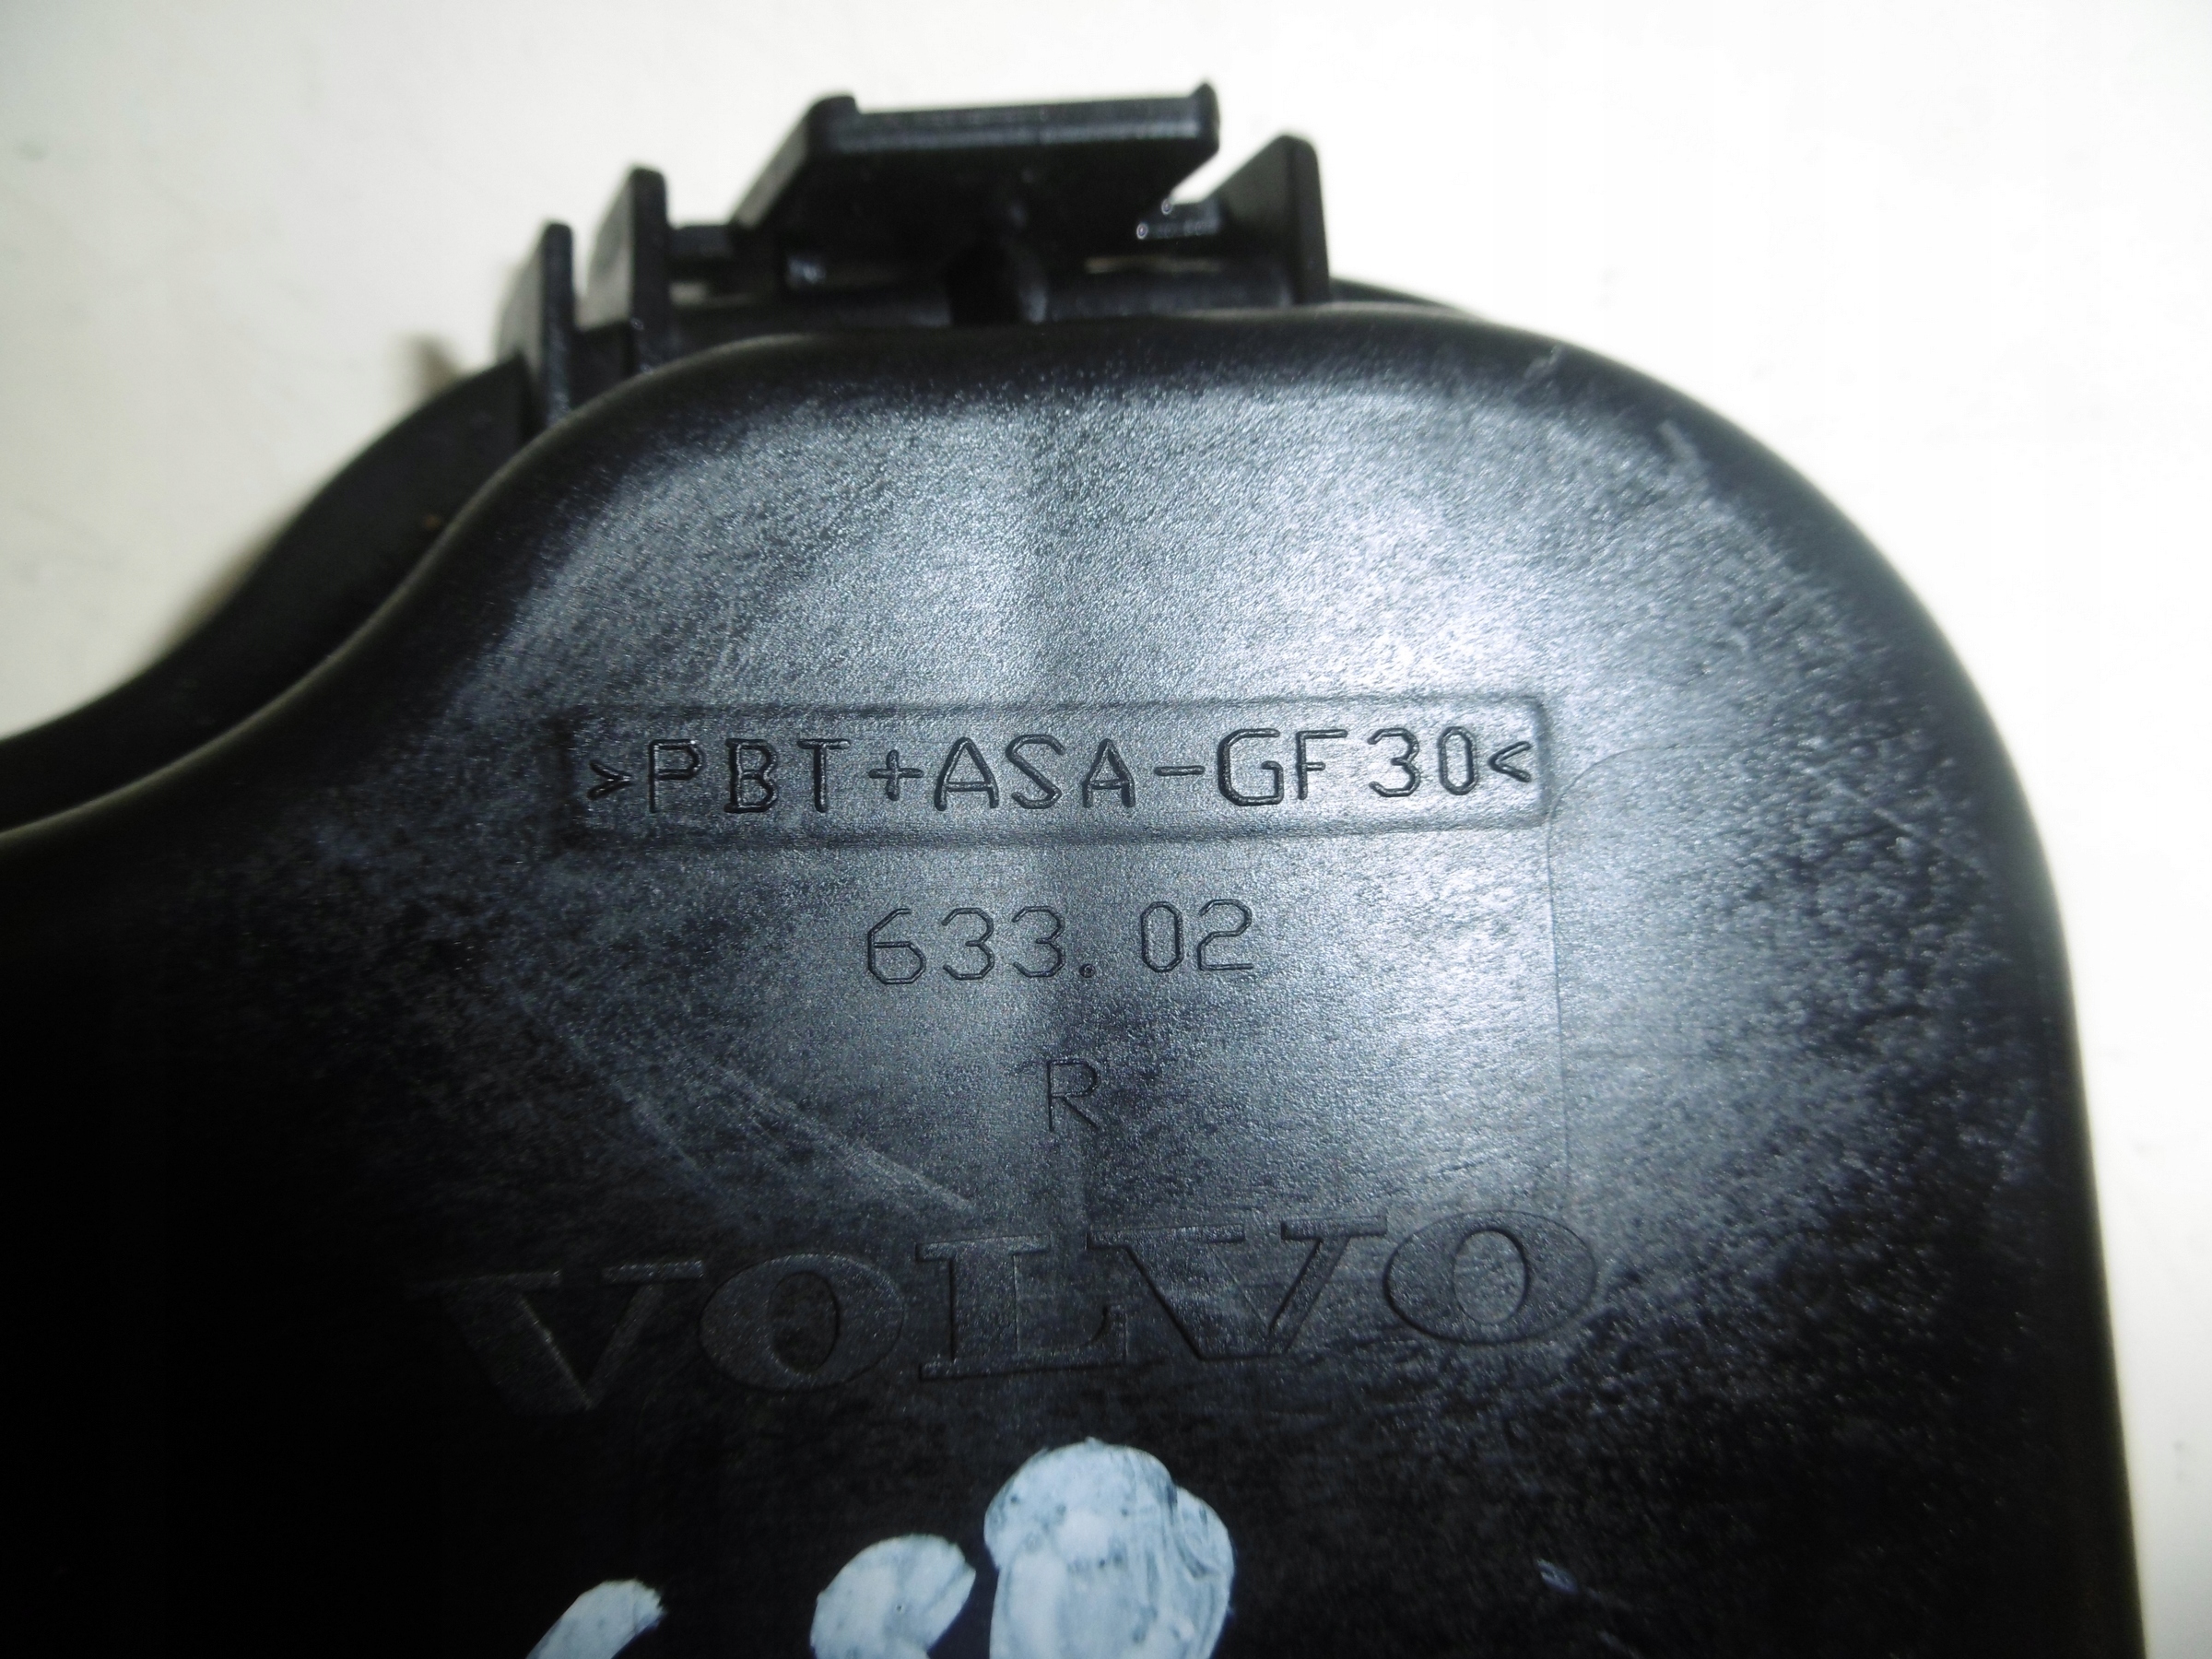 >PBT+ASA-GF30<
633.02
R
VOLVO